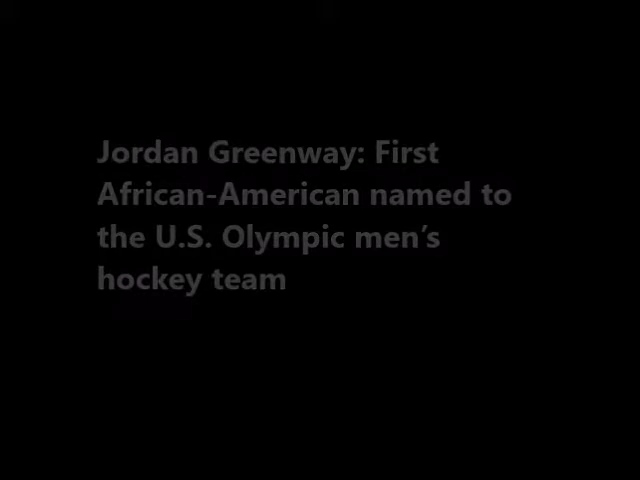 Jordan Greenway: First
African-American named to
the U.S. Olympic men’s
hockey team